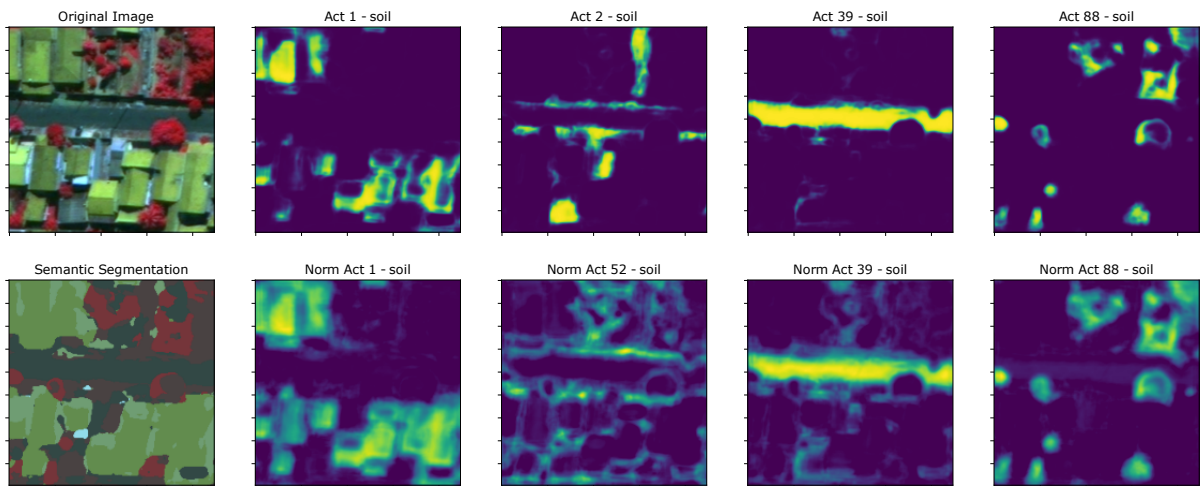 Original Image
Act 1 - soil
Act 2 - soil
Act 39 - soil
Act 88 - soil
Semantic Segmentation
Norm Act 1 - soil
Norm Act 52 - soil
Norm Act 39 - soil
Norm Act 88 - soil